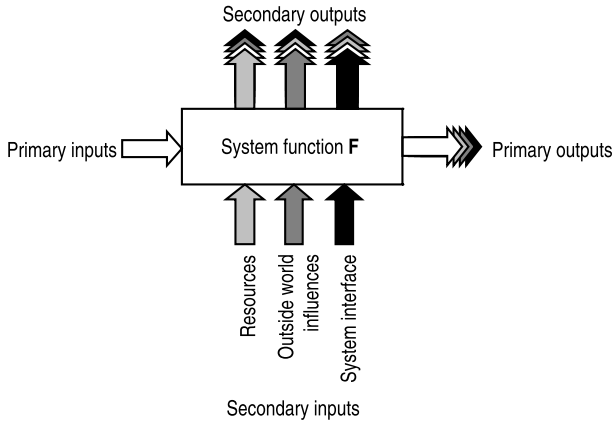 Secondary outputs
Primary inputs
System function F
Primary outputs
Resources
Outside world
influences
System interface
Secondary inputs